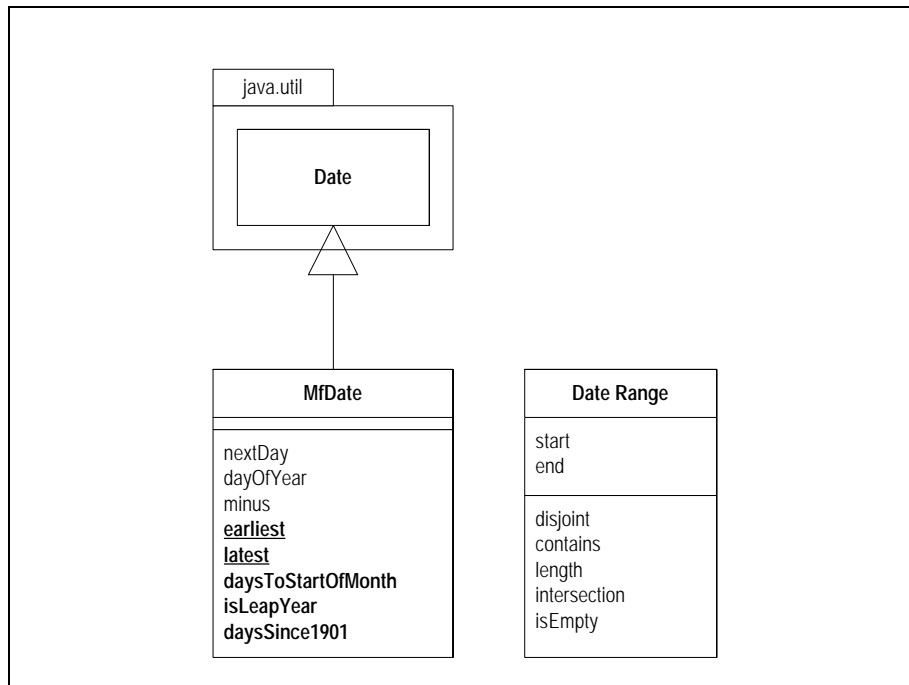 java.util
Date
MfDate
nextDay
dayOfYear
minus
earliest
latest
daysToStartOfMonth
isLeapYear
daysSince1901
Date Range
start
end
disjoint
contains
length
intersection
isEmpty